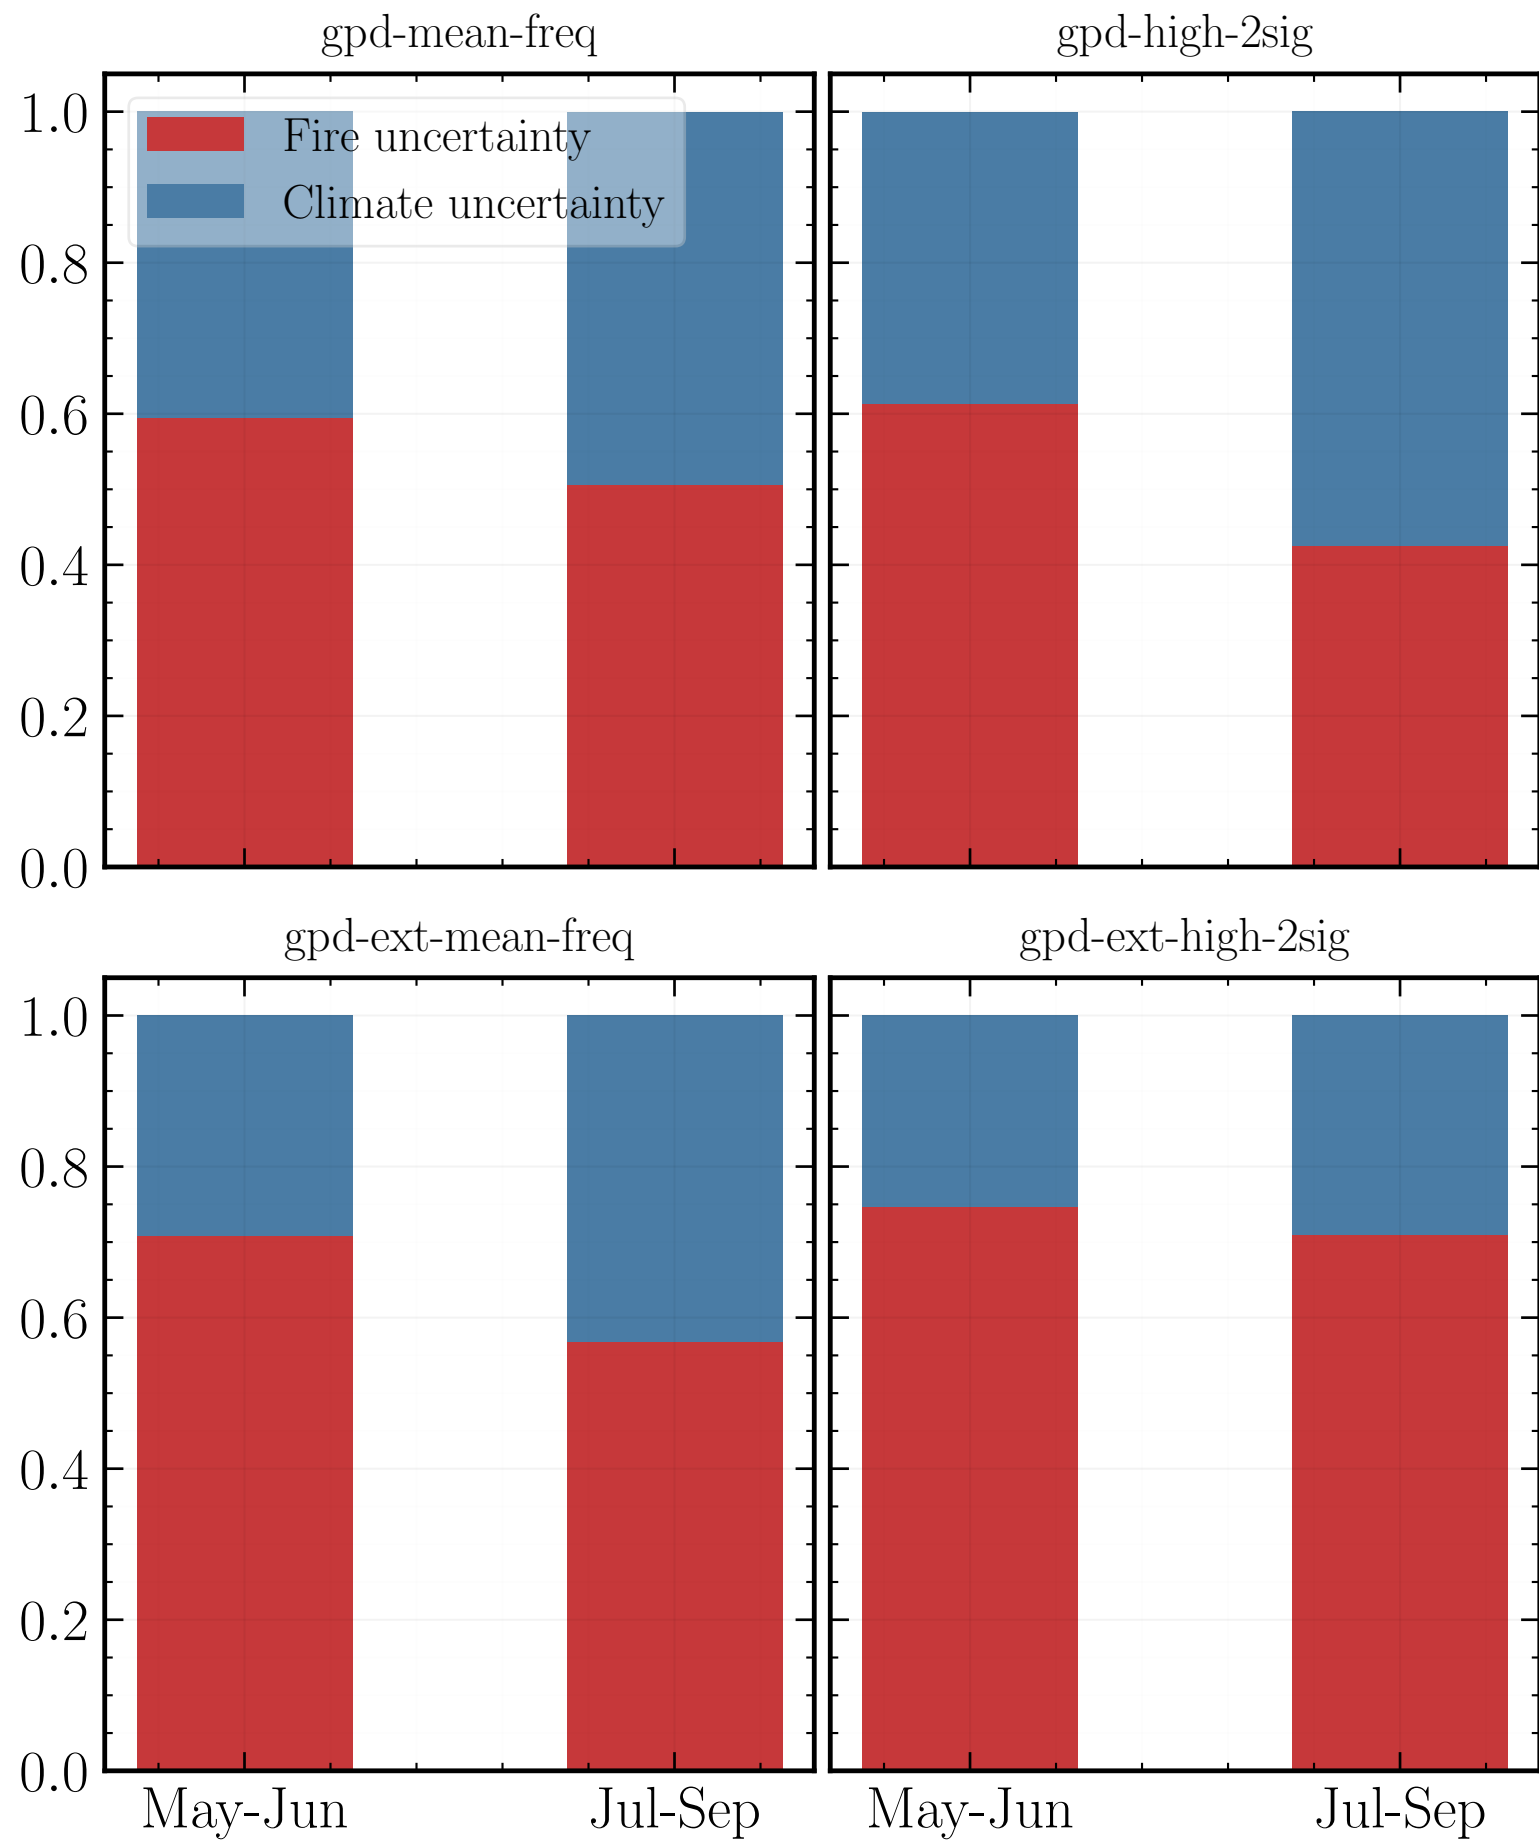 gpd-mean-freq
gpd-high-2sig
1.0
0.8
0.6
0.4
0.2
0.0
Fire uncertainty
Climate uncertainty
gpd-ext-mean-freq
gpd-ext-high-2sig
1.0
0.8
0.6
0.4
0.2
0.0
May-Jun
Jul-Sep
May-Jun
Jul-Sep